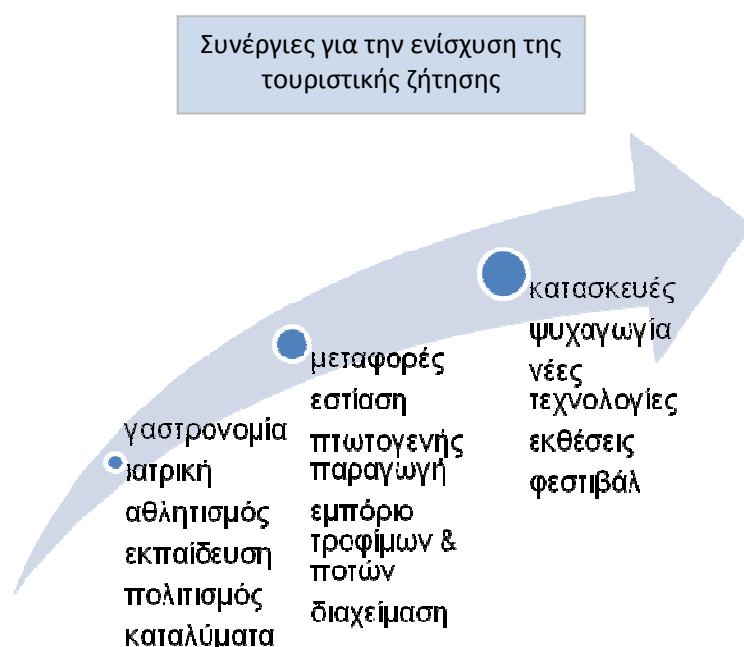 Συνέργιες για την ενίσχυση της
τουριστικής ζήτησης
γαστρονομία
ιατρική
αθλητισμός
εκπαίδευση
πολιτισμός
καταλύματα
μεταφορές
εστίαση
πτωτογενής
παραγωγή
εμπόριο
τροφίμων &
ποτών
διαχείμαση
κατασκευές
ψυχαγωγία
νέες
τεχνολογίες
εκθέσεις
φεστιβάλ